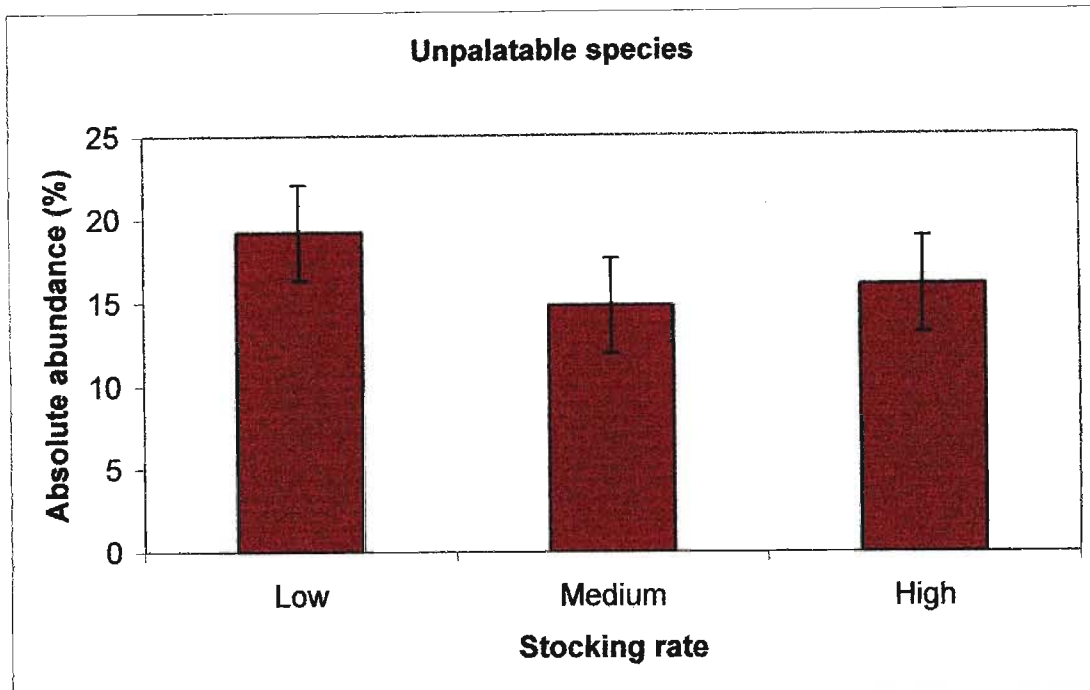 Unpalatable species
25
20
15
10
5
0
Absolute abundance (%)
Low Medium High
Stocking rate